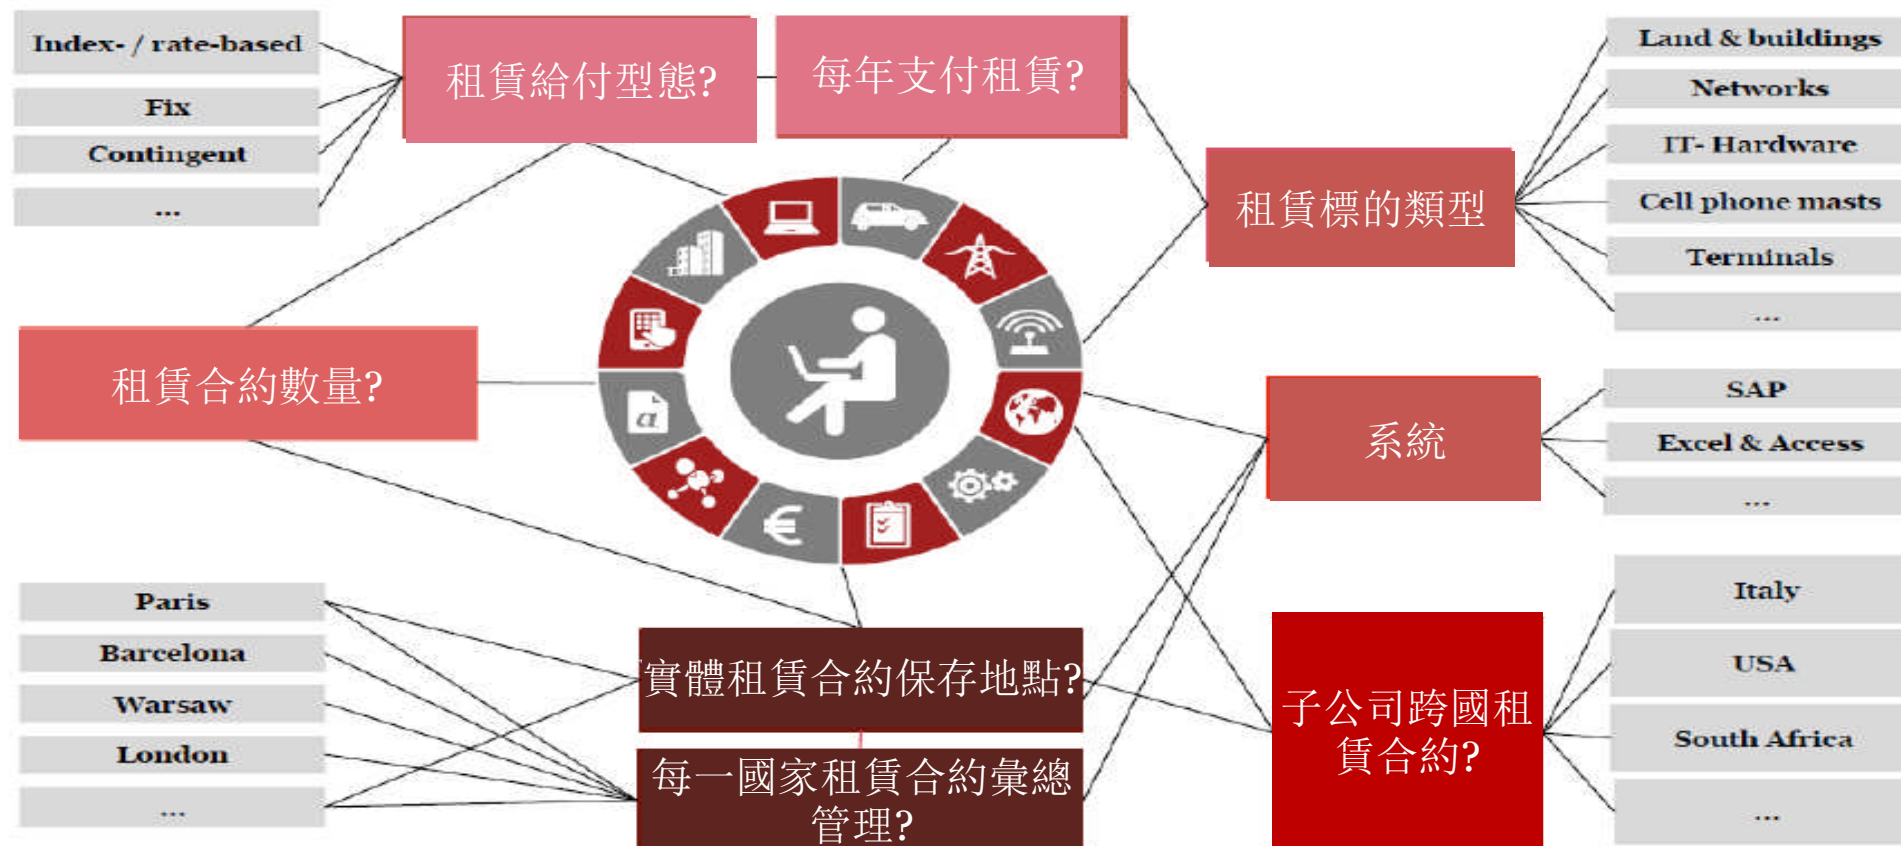 Index- / rate-based
Fix
Contingent
...
租賃給付型態?
每年支付租賃?
Land & buildings
Networks
IT- Hardware
Cell phone masts
Terminals
...
租賃標的類型
租賃合約數量?
系統
SAP
Excel & Access
...
Paris
Barcelona
Warsaw
London
...
實體租賃合約保存地點?
每一國家租賃合約彙總
管理?
子公司跨國租
賃合約?
Italy
USA
South Africa
...
a
€